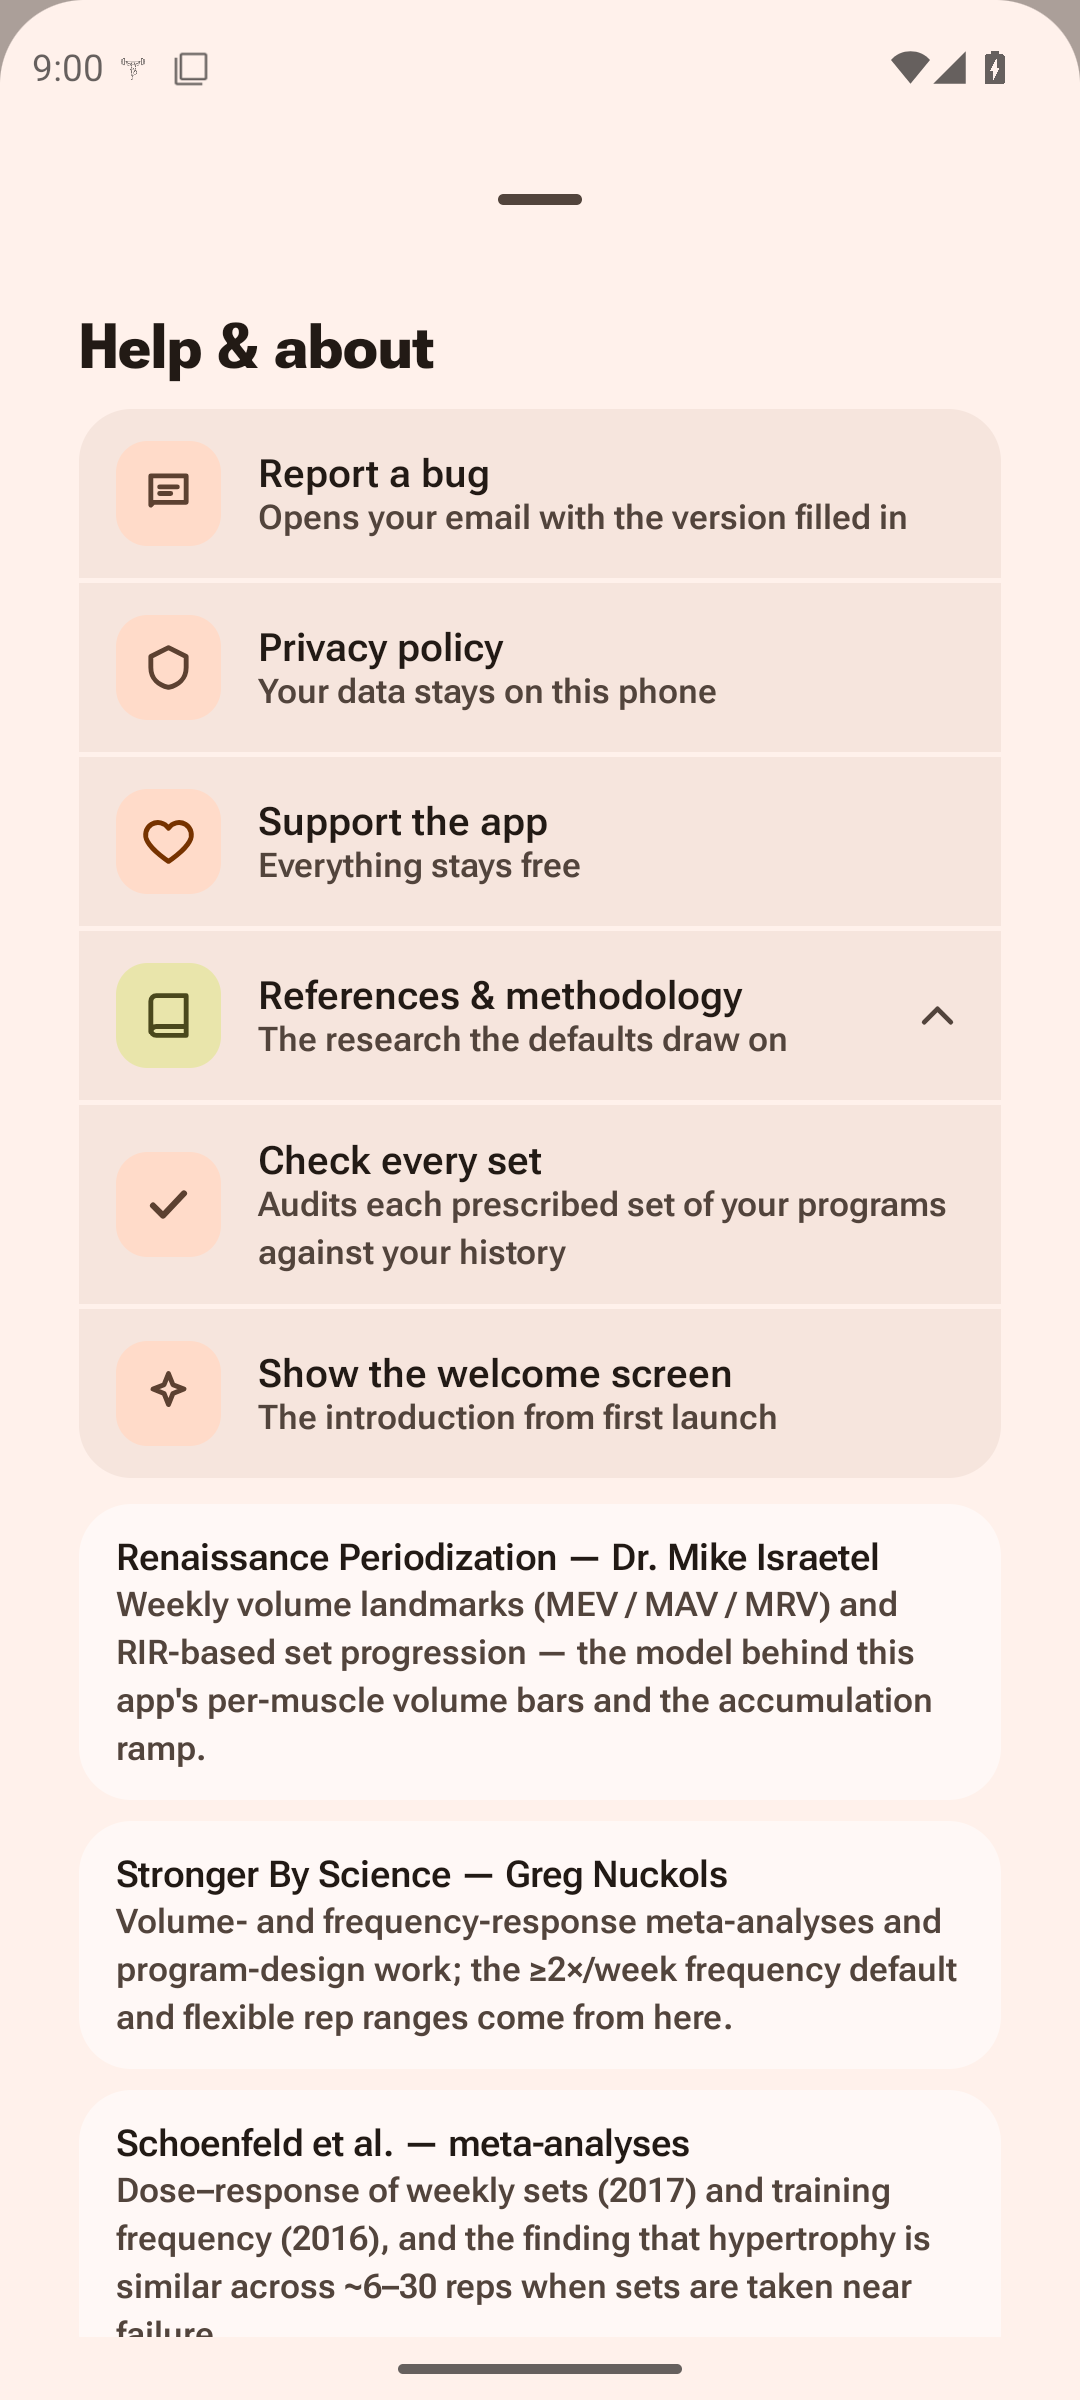 9:00
Help & about
Report a bug
Opens your email with the version filled in
Privacy policy
Your data stays on this phone
Support the app
Everything stays free
References & methodology
The research the defaults draw on
Check every set
Audits each prescribed set of your programs
against your history
Show the welcome screen
The introduction from first launch
Renaissance Periodization — Dr. Mike Israetel
Weekly volume landmarks (MEV / MAV / MRV) and
RIR-based set progression — the model behind this
app's per-muscle volume bars and the accumulation
ramp.
Stronger By Science — Greg Nuckols
Volume- and frequency-response meta-analyses and
program-design work; the ≥2×/week frequency default
and flexible rep ranges come from here.
Schoenfeld et al. — meta-analyses
Dose–response of weekly sets (2017) and training
frequency (2016), and the finding that hypertrophy is
similar across ~6–30 reps when sets are taken near
failure.